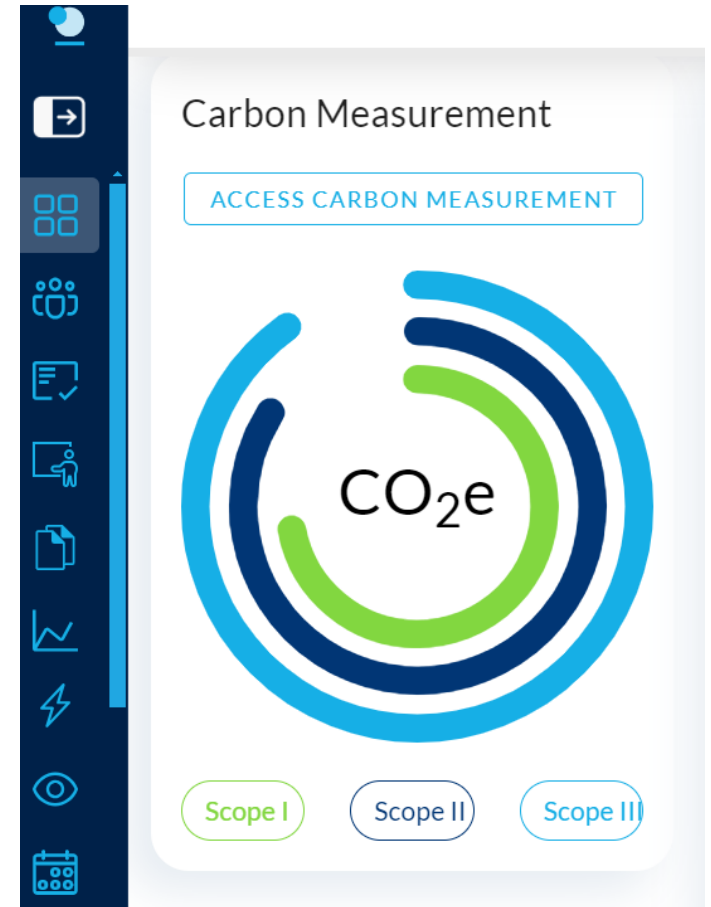 Carbon Measurement
ACCESS CARBON MEASUREMENT
CO₂e
Scope I Scope II Scope III